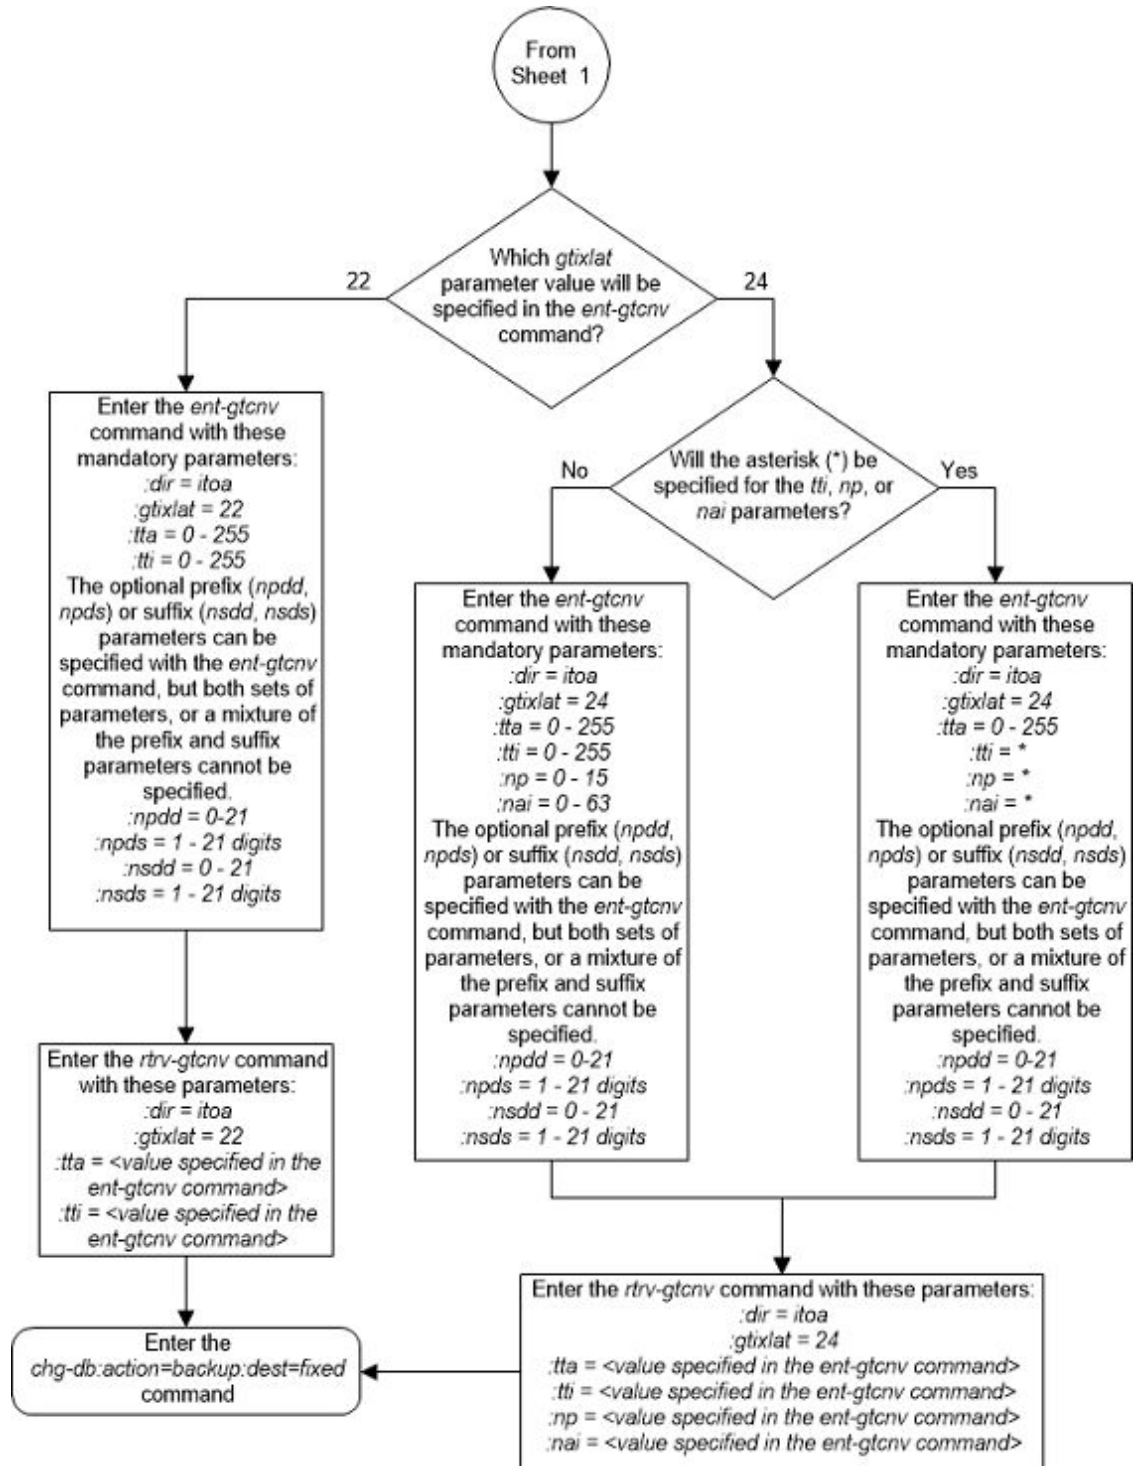 From
Sheet 1
Which gtixlat
parameter value will be
specified in the ent-gtcnv
command?
22
24
Enter the ent-gtcnv
command with these
mandatory parameters:
:dir = itoa
:gtixlat = 22
:tta = 0 - 255
:tti = 0 - 255
The optional prefix (npdd,
npds) or suffix (nsdd, nsds)
parameters can be
specified with the ent-gtcnv
command, but both sets of
parameters, or a mixture of
the prefix and suffix
parameters cannot be
specified.
:npdd = 0-21
:npds = 1 - 21 digits
:nsdd = 0 - 21
:nsds = 1 - 21 digits
Will the asterisk (*) be
specified for the tti, np, or
nai parameters?
No
Yes
Enter the ent-gtcnv
command with these
mandatory parameters:
:dir = itoa
:gtixlat = 24
:tta = 0 - 255
:tti = 0 - 255
:np = 0 - 15
:nai = 0 - 63
The optional prefix (npdd,
npds) or suffix (nsdd, nsds)
parameters can be
specified with the ent-gtcnv
command, but both sets of
parameters, or a mixture of
the prefix and suffix
parameters cannot be
specified.
:npdd = 0-21
:npds = 1 - 21 digits
:nsdd = 0 - 21
:nsds = 1 - 21 digits
Enter the ent-gtcnv
command with these
mandatory parameters:
:dir = itoa
:gtixlat = 24
:tta = 0 - 255
:tti = *
:np = *
:nai = *
The optional prefix (npdd,
npds) or suffix (nsdd, nsds)
parameters can be
specified with the ent-gtcnv
command, but both sets of
parameters, or a mixture of
the prefix and suffix
parameters cannot be
specified.
:npdd = 0-21
:npds = 1 - 21 digits
:nsdd = 0 - 21
:nsds = 1 - 21 digits
Enter the rtrv-gtcnv command
with these parameters:
:dir = itoa
:gtixlat = 22
:tta = <value specified in the
ent-gtcnv command>
:tti = <value specified in the
ent-gtcnv command>
Enter the rtrv-gtcnv command with these parameters:
:dir = itoa
:gtixlat = 24
:tta = <value specified in the ent-gtcnv command>
:tti = <value specified in the ent-gtcnv command>
:np = <value specified in the ent-gtcnv command>
:nai = <value specified in the ent-gtcnv command>
Enter the
chg-db:action=backup:dest=fixed
command